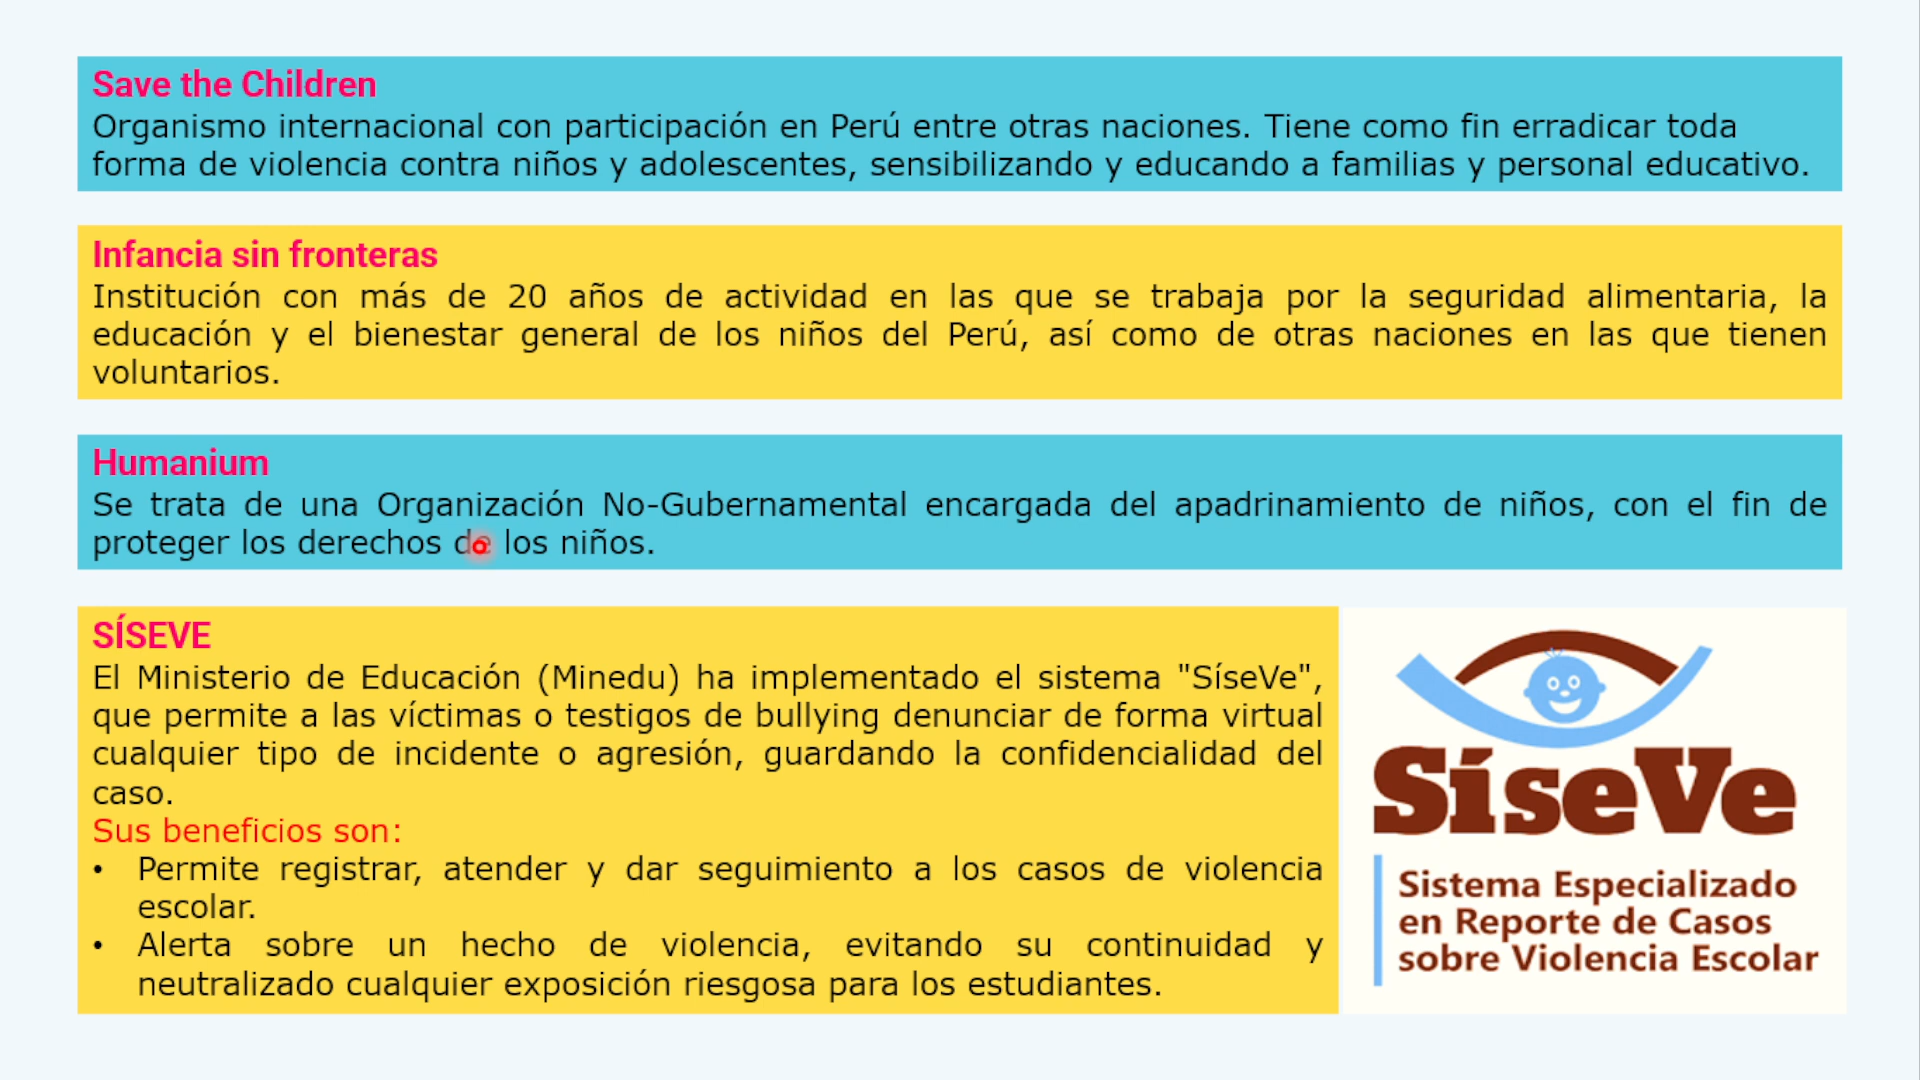 Save the Children
Organismo internacional con participación en Perú entre otras naciones. Tiene como fin erradicar toda
forma de violencia contra niños y adolescentes, sensibilizando y educando a familias y personal educativo.
Infancia sin fronteras
Institución con más de 20 años de actividad en las que se trabaja por la seguridad alimentaria, la
educación y el bienestar general de los niños del Perú, así como de otras naciones en las que tienen
voluntarios.
Humanium
Se trata de una Organización No-Gubernamental encargada del apadrinamiento de niños, con el fin de
proteger los derechos de los niños.
SÍSEVE
El Ministerio de Educación (Minedu) ha implementado el sistema "SíseVe",
que permite a las víctimas o testigos de bullying denunciar de forma virtual
cualquier tipo de incidente o agresión, guardando la confidencialidad del
caso.
Sus beneficios son:
• Permite registrar, atender y dar seguimiento a los casos de violencia
escolar.
• Alerta sobre un hecho de violencia, evitando su continuidad y
neutralizado cualquier exposición riesgosa para los estudiantes.
SíseVe
Sistema Especializado
en Reporte de Casos
sobre Violencia Escolar